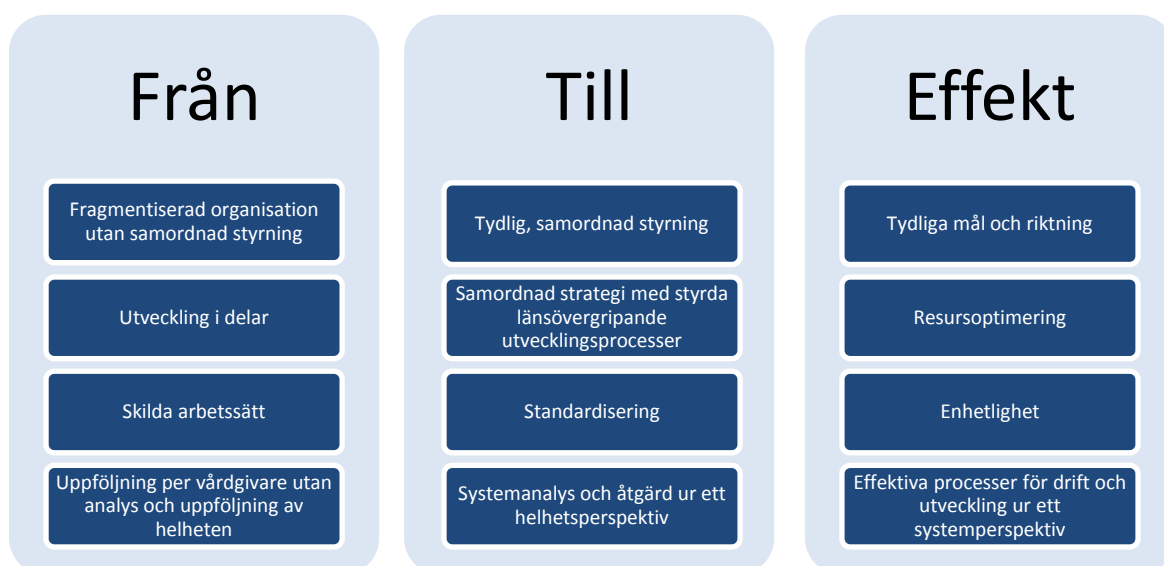 Från
Fragmentiserad organisation
utan samordnad styrning
Utveckling i delar
Skilda arbetssätt
Uppföljning per vårdgivare utan
analys och uppföljning av
helheten
Till
Tydlig, samordnad styrning
Samordnad strategi med styrda
länsövergripande
utvecklingsprocesser
Standardisering
Systemanalys och åtgärd ur ett
helhetsperspektiv
Effekt
Tydliga mål och riktning
Resursoptimering
Enhetlighet
Effektiva processer för drift och
utveckling ur ett
systemperspektiv